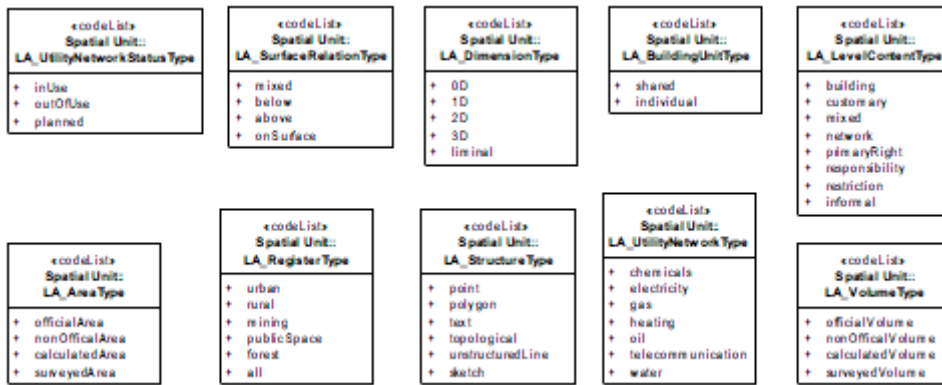 «codeList»
Spatial Unit::
LA_UtilityNetworkStatusType
+ inUse
+ outOfUse
+ planned
«codeList»
Spatial Unit::
LA_SurfaceRelationType
+ mixed
+ below
+ above
+ onSurface
«codeList»
Spatial Unit::
LA_DimensionType
+ 0D
+ 1D
+ 2D
+ 3D
+ liminal
«codeList»
Spatial Unit::
LA_BuildingUnitType
+ shared
+ individual
«codeList»
Spatial Unit::
LA_LevelContentType
+ building
+ customary
+ mixed
+ network
+ primaryRight
+ responsibility
+ restriction
+ informal
«codeList»
Spatial Unit::
LA_AreaType
+ officialArea
+ nonOfficalArea
+ calculatedArea
+ surveyedArea
«codeList»
Spatial Unit::
LA_RegisterType
+ urban
+ rural
+ mining
+ publicSpace
+ forest
+ all
«codeList»
Spatial Unit::
LA_StructureType
+ point
+ polygon
+ text
+ topological
+ unstructuredLine
+ sketch
«codeList»
Spatial Unit::
LA_UtilityNetworkType
+ chemicals
+ electricity
+ gas
+ heating
+ oil
+ telecommunication
+ water
«codeList»
Spatial Unit::
LA_VolumeType
+ officialVolume
+ nonOfficalVolume
+ calculatedVolume
+ surveyedVolume